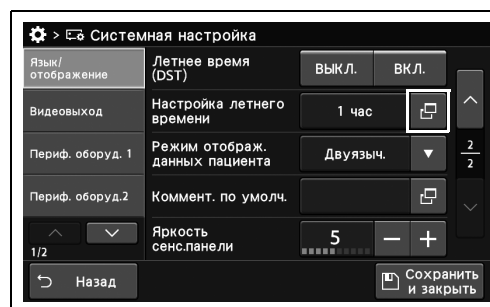 > Системная настройка
Язык/
отображение
Летнее время
(DST)
ВЫКЛ.
ВКЛ.
Видеовыход
Настройка летнего
времени
1 час
Периф. оборуд. 1
Режим отображ.
данных пациента
Двуязыч.
2
2
Периф. оборуд.2
Коммент. по умолч.
1/2
Яркость
сенс.панели
5
Назад
Сохранить
и закрыть